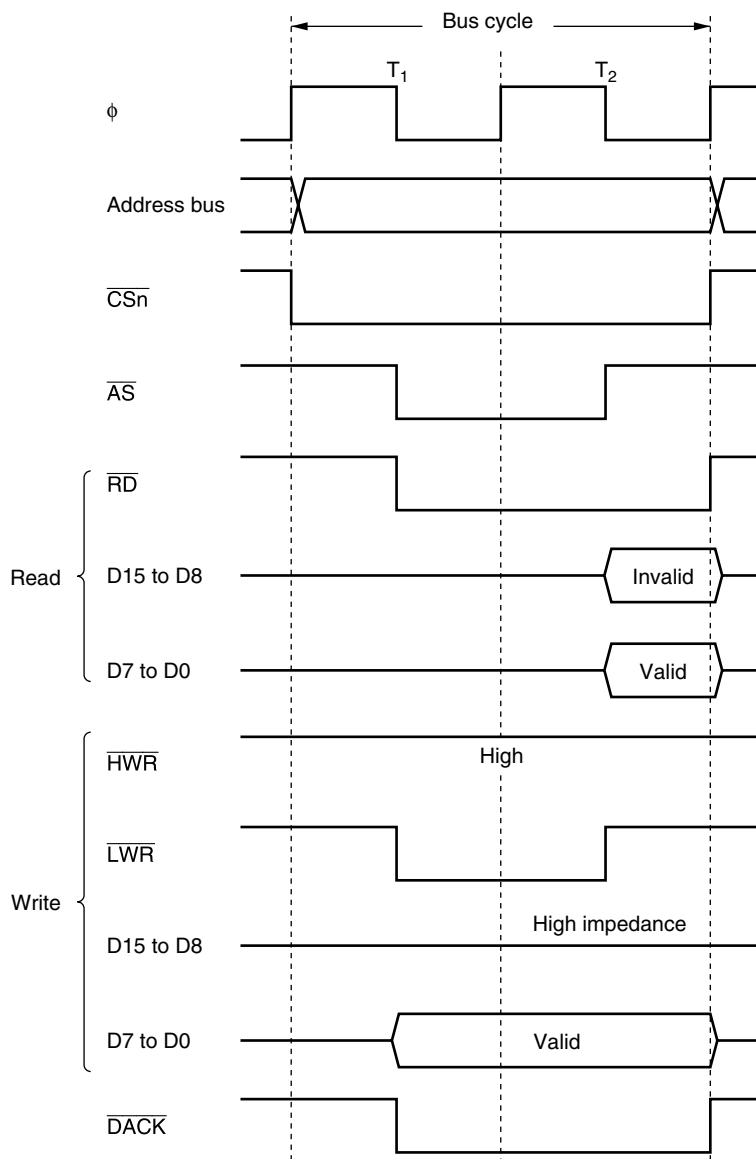 Bus cycle
T1 T2
ϕ
Address bus
CSn
AS
RD
Read D15 to D8 Invalid
D7 to D0 Valid
HWR High
LWR
Write
High impedance
D15 to D8
D7 to D0 Valid
DACK